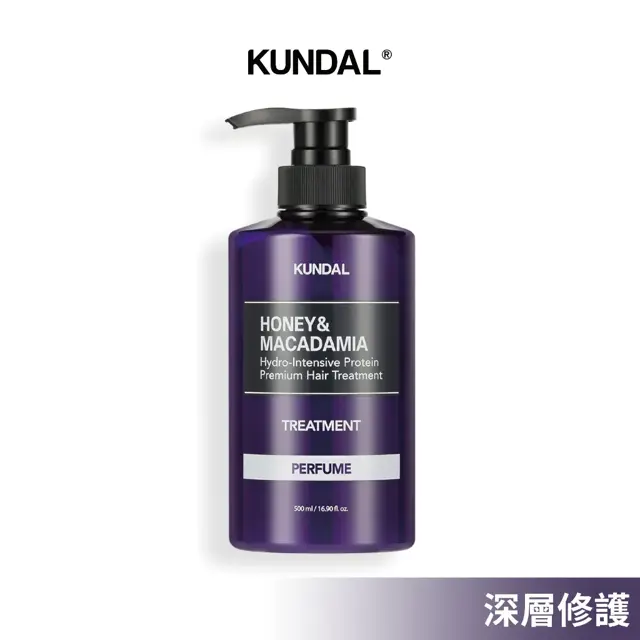 KUNDAL®
KUNDAL
HONEY&
MACADAMIA
Hydro-Intensive Protein
Premium Hair Treatment
TREATMENT
PERFUME
500 ml / 16.90 fl. oz.
深層修護